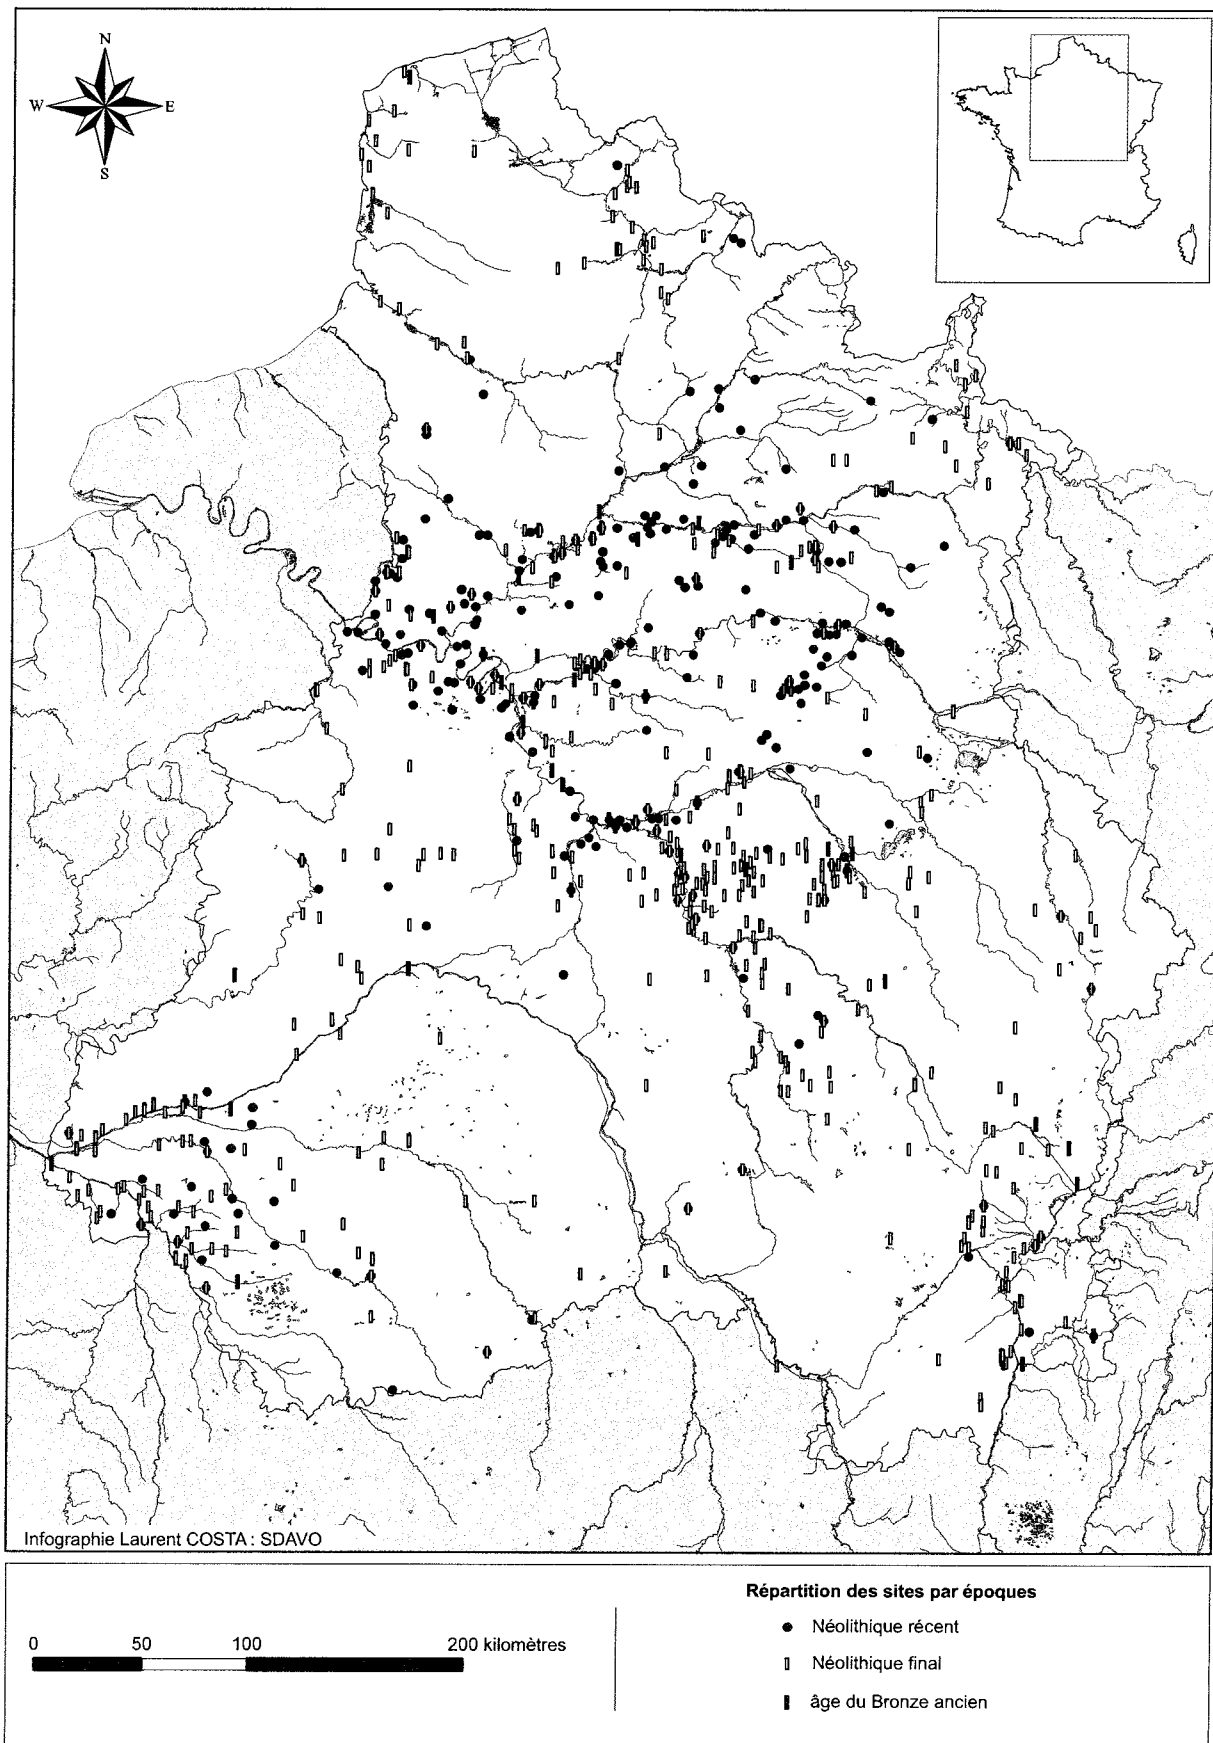 N
W E
S
Infographie Laurent COSTA : SDAVO
Répartition des sites par époques
0 50 100 200 kilomètres
Néolithique récent
Néolithique final
âge du Bronze ancien